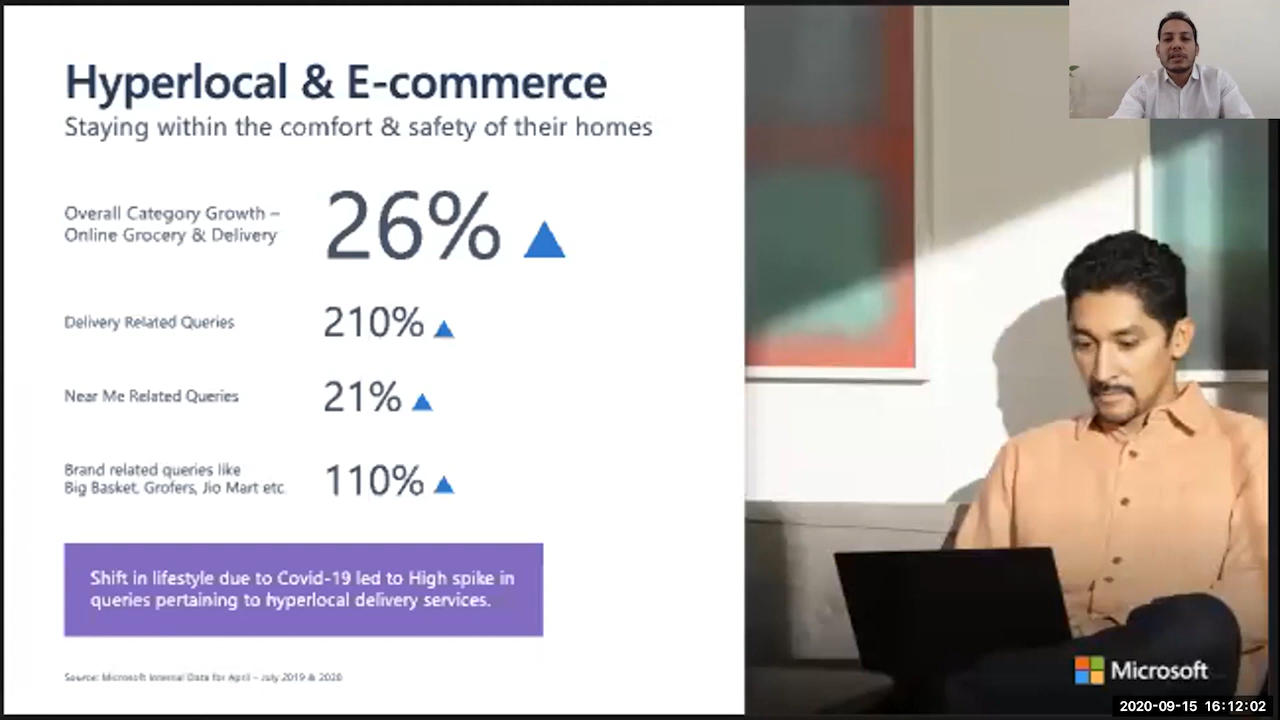 Hyperlocal & E-commerce
Staying within the comfort & safety of their homes
Overall Category Growth –
Online Grocery & Delivery
26%
Delivery Related Queries
210%
Near Me Related Queries
21%
Brand related queries like
Big Basket, Grofers, Jio Mart etc.
110%
Shift in lifestyle due to Covid-19 led to High spike in
queries pertaining to hyperlocal delivery services.
Source: Microsoft Internal Data for April – July 2019 & 2020
Microsoft
2020-09-15 16:12:02